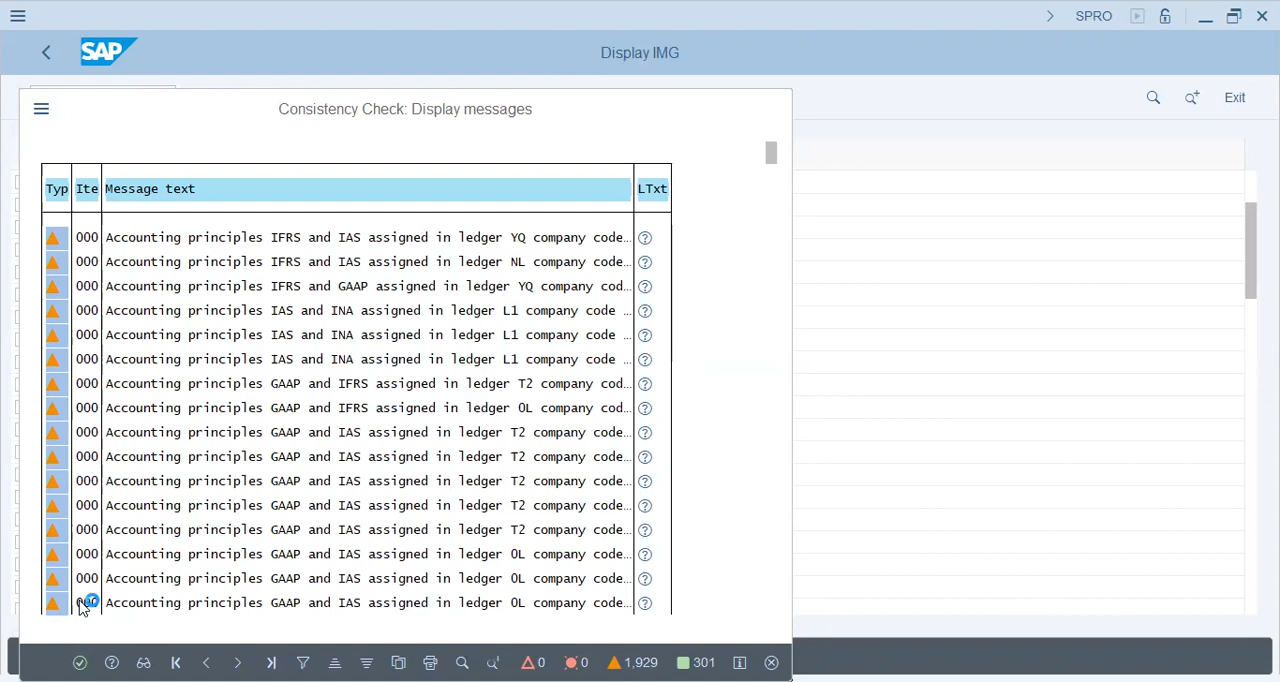 SPRO
SAP
Display IMG
Exit
Consistency Check: Display messages
Typ Ite Message text LTxt
000 Accounting principles IFRS and IAS assigned in ledger YQ company code…
000 Accounting principles IFRS and IAS assigned in ledger NL company code…
000 Accounting principles IFRS and GAAP assigned in ledger YQ company cod…
000 Accounting principles IAS and INA assigned in ledger L1 company code …
000 Accounting principles IAS and INA assigned in ledger L1 company code …
000 Accounting principles IAS and INA assigned in ledger L1 company code …
000 Accounting principles GAAP and IFRS assigned in ledger T2 company cod…
000 Accounting principles GAAP and IFRS assigned in ledger 0L company cod…
000 Accounting principles GAAP and IAS assigned in ledger T2 company code…
000 Accounting principles GAAP and IAS assigned in ledger T2 company code…
000 Accounting principles GAAP and IAS assigned in ledger T2 company code…
000 Accounting principles GAAP and IAS assigned in ledger T2 company code…
000 Accounting principles GAAP and IAS assigned in ledger T2 company code…
000 Accounting principles GAAP and IAS assigned in ledger 0L company code…
000 Accounting principles GAAP and IAS assigned in ledger 0L company code…
Accounting principles GAAP and IAS assigned in ledger 0L company code…
0 0 1,929 301